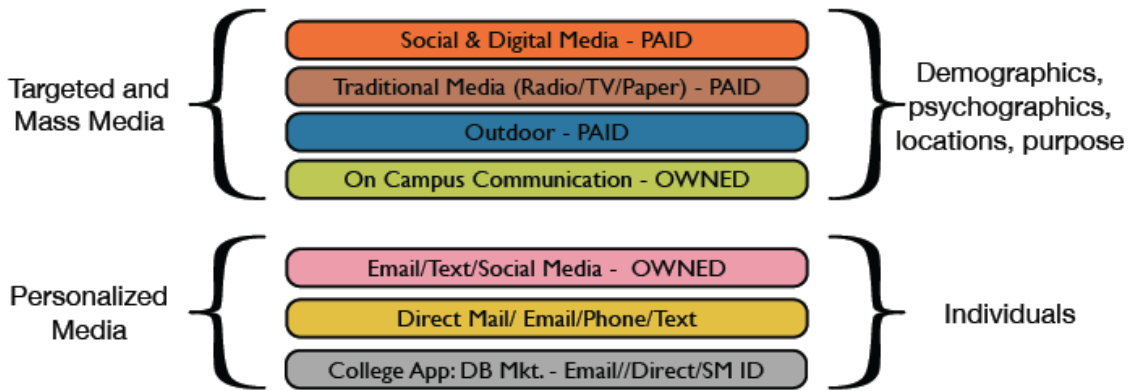 Targeted and
Mass Media
Social & Digital Media - PAID
Traditional Media (Radio/TV/Paper) - PAID
Outdoor - PAID
On Campus Communication - OWNED
Demographics,
psychographics,
locations, purpose
Personalized
Media
Email/Text/Social Media - OWNED
Direct Mail/ Email/Phone/Text
College App: DB Mkt. - Email//Direct/SM ID
Individuals